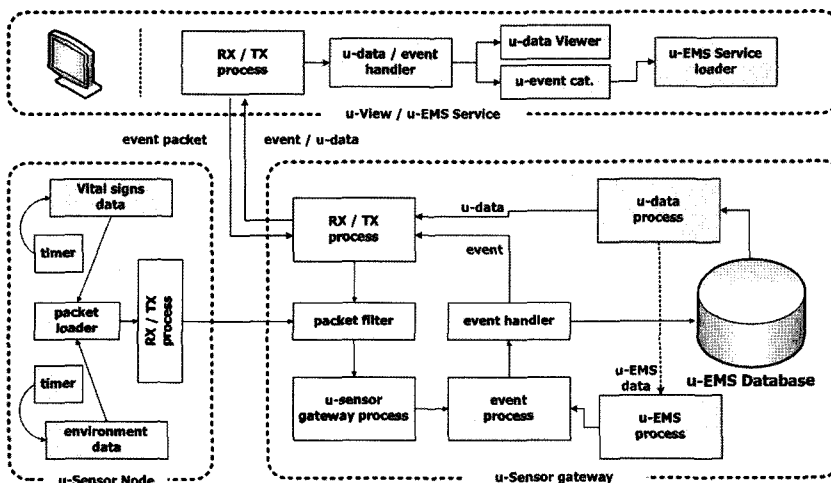 RX / TX
process
u-data / event
handler
u-data Viewer
u-event cat.
u-EMS Service
loader
u-View / u-EMS Service
event packet
event / u-data
Vital signs
data
timer
packet
loader
RX / TX
process
timer
environment
data
u-Sensor Node
RX / TX
process
u-data
event
u-data
process
packet filter
event handler
u-EMS Database
u-sensor
gateway process
event
process
u-EMS
data
u-EMS
process
u-Sensor gateway